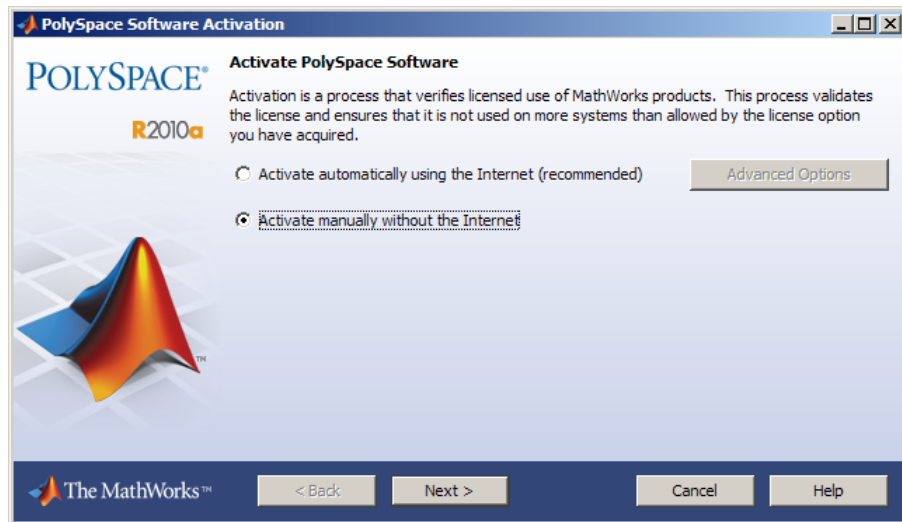 PolySpace Software Activation
POLYSPACE®
R2010a
Activate PolySpace Software
Activation is a process that verifies licensed use of MathWorks products. This process validates
the license and ensures that it is not used on more systems than allowed by the license option
you have acquired.
Activate automatically using the Internet (recommended)
Advanced Options
Activate manually without the Internet
TM
The MathWorks™
< Back
Next >
Cancel
Help